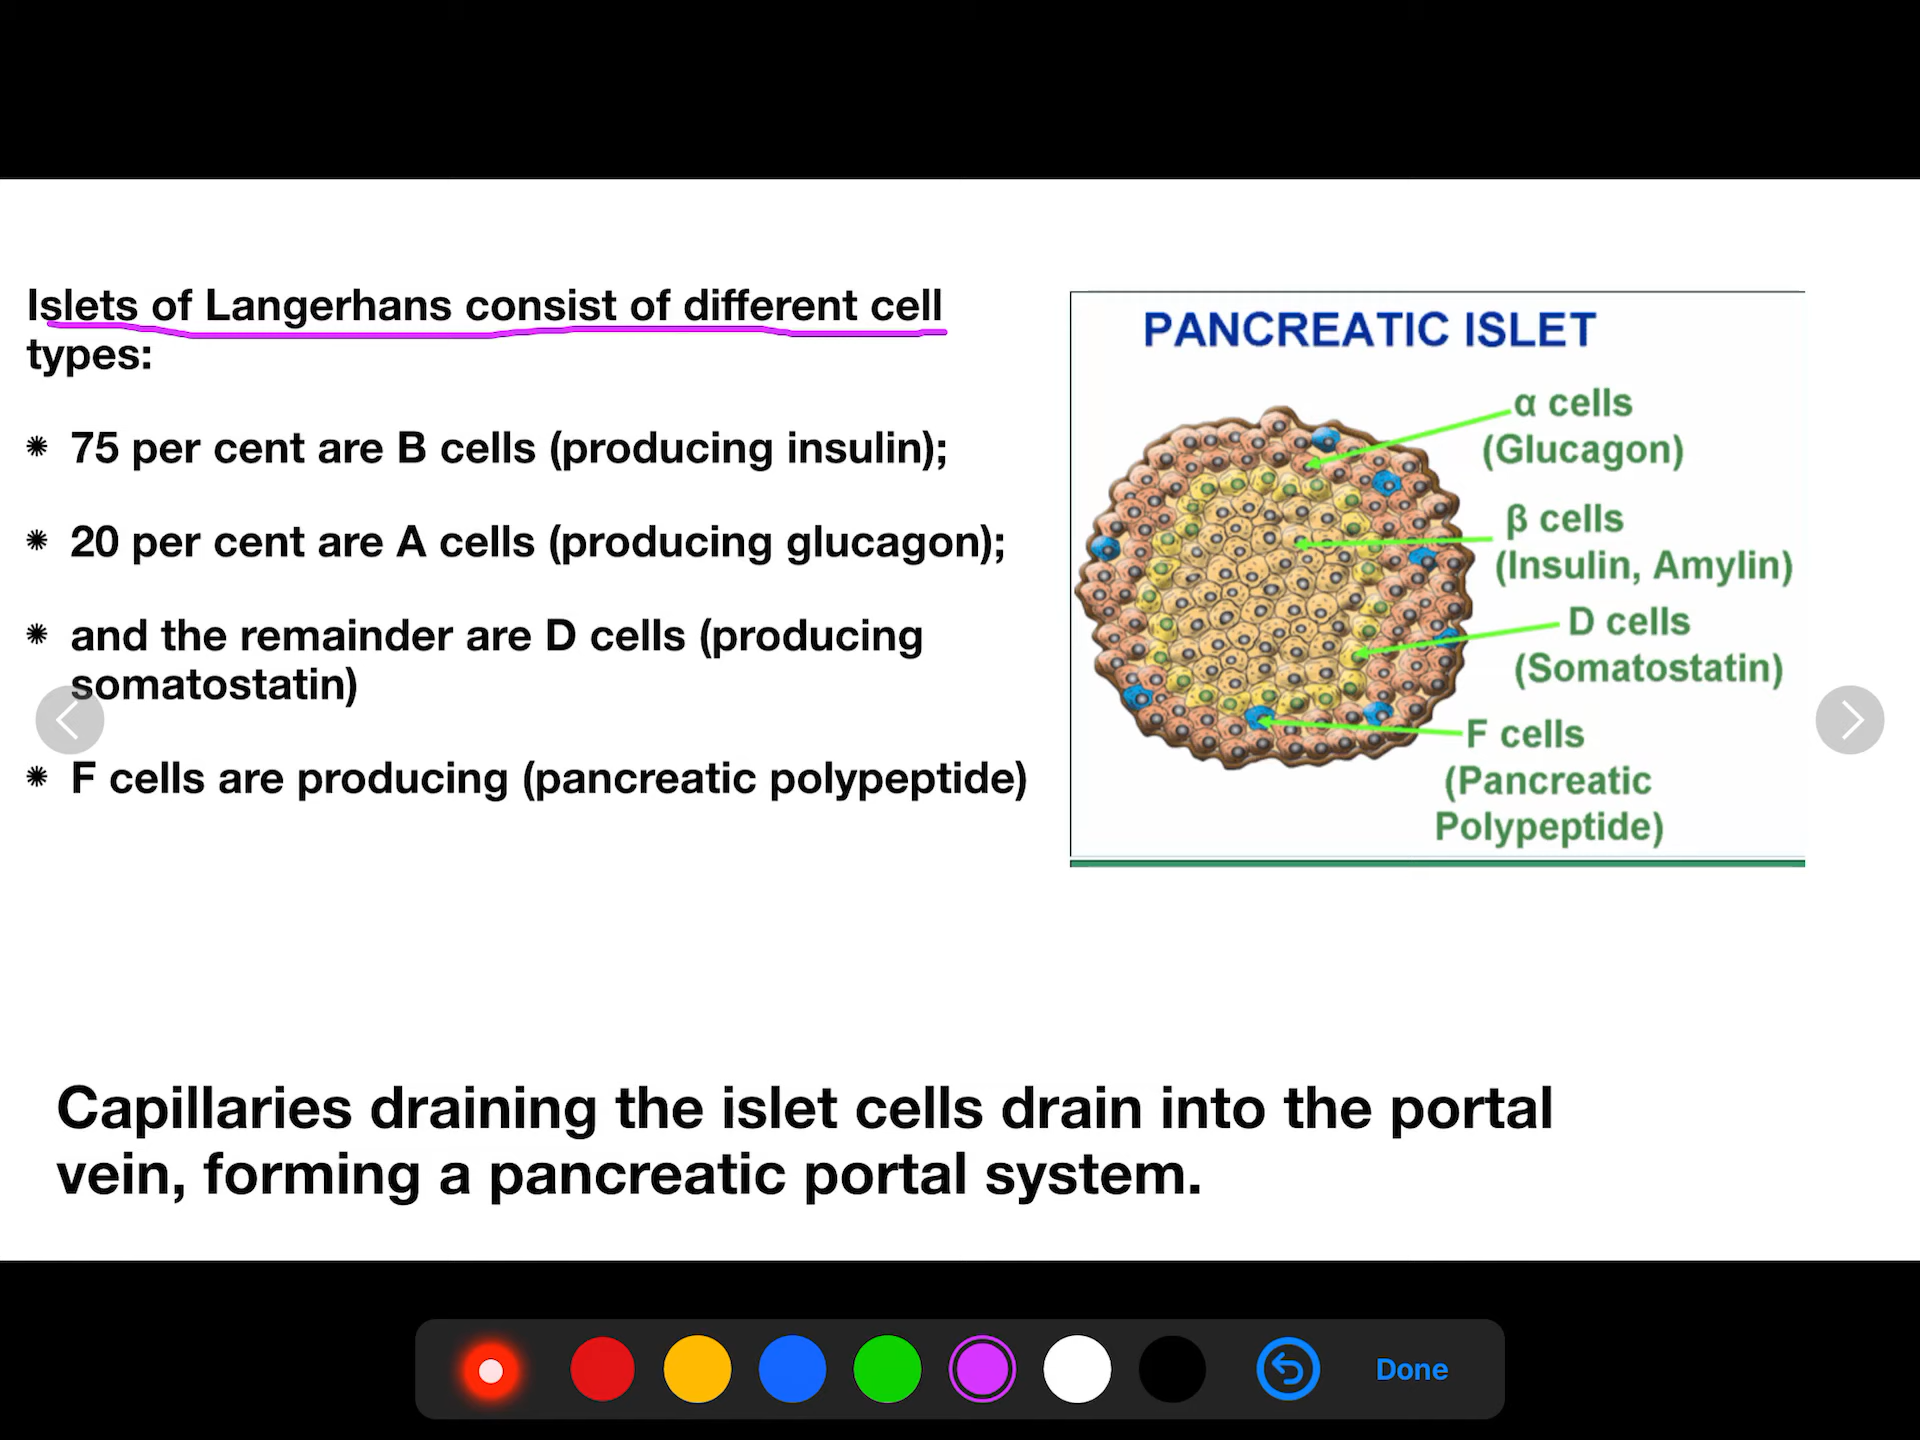 Islets of Langerhans consist of different cell
types:
✷ 75 per cent are B cells (producing insulin);
✷ 20 per cent are A cells (producing glucagon);
✷ and the remainder are D cells (producing
somatostatin)
✷ F cells are producing (pancreatic polypeptide)
PANCREATIC ISLET
α cells
(Glucagon)
β cells
(Insulin, Amylin)
D cells
(Somatostatin)
F cells
(Pancreatic
Polypeptide)
Capillaries draining the islet cells drain into the portal
vein, forming a pancreatic portal system.
Done